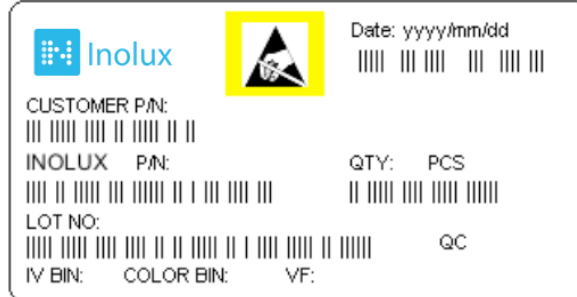 Inolux
Date: yyyy/mm/dd
CUSTOMER P/N:
INOLUX P/N:
QTY: PCS
LOT NO:
QC
IV BIN: COLOR BIN: VF: